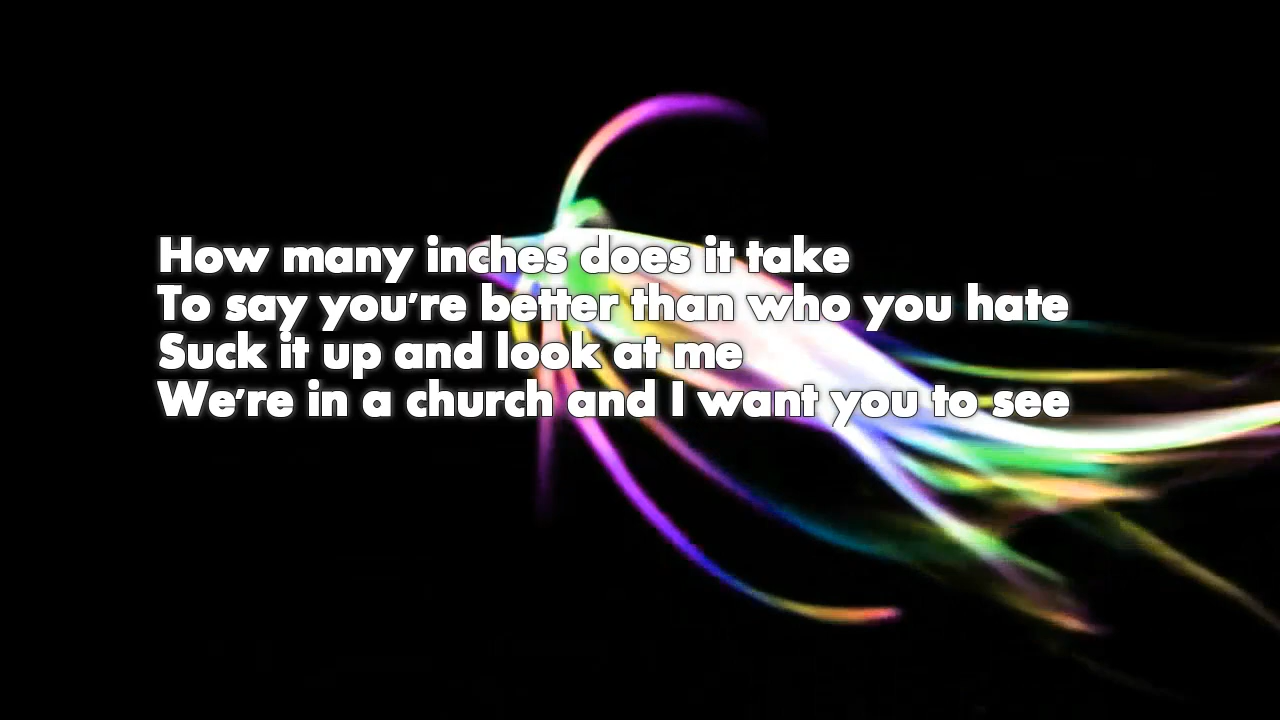 How many inches does it take
To say you're better than who you hate
Suck it up and look at me
We're in a church and I want you to see